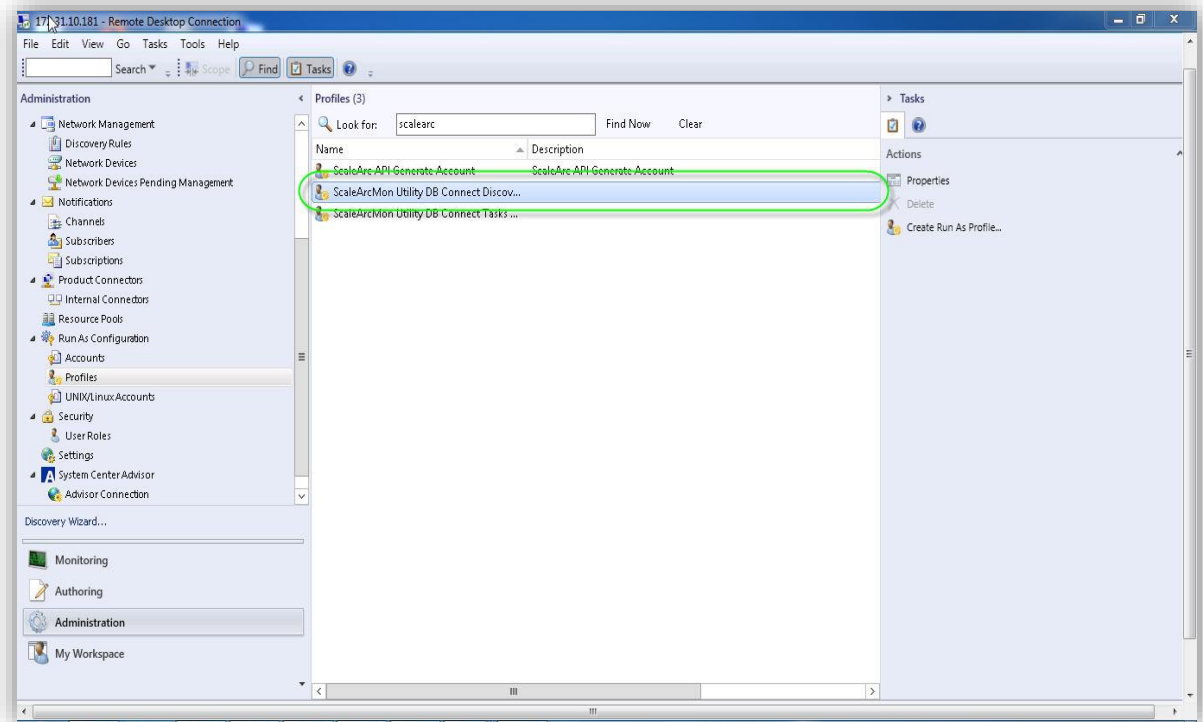 31.10.181 - Remote Desktop Connection
File Edit View Go Tasks Tools Help
Search Scope Find Tasks
Administration
Network Management
Discovery Rules
Network Devices
Network Devices Pending Management
Notifications
Channels
Subscribers
Subscriptions
Product Connectors
Internal Connectors
Resource Pools
Run As Configuration
Accounts
Profiles
UNIX/Linux Accounts
Security
User Roles
Settings
System Center Advisor
Advisor Connection
Discovery Wizard...
Monitoring
Authoring
Administration
My Workspace
Profiles (3)
Look for: scalearc Find Now Clear
Name Description
ScaleArc API Generate Account ScaleArc API Generate Account
ScaleArcMon Utility DB Connect Discov...
ScaleArcMon Utility DB Connect Tasks ...
Tasks
Actions
Properties
Delete
Create Run As Profile...